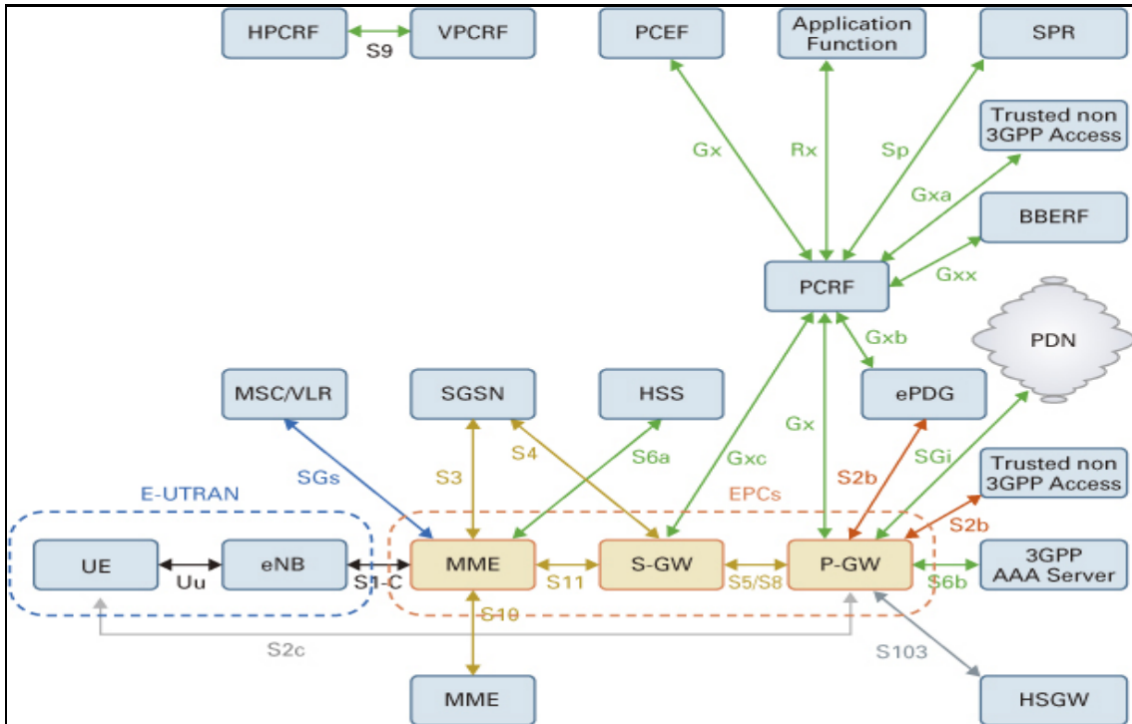 HPCRF
S9
VPCRF
PCEF
Application
Function
SPR
Trusted non
3GPP Access
Gx
Rx
Sp
Gxa
BBERF
Gxx
PCRF
Gxb
PDN
MSC/VLR
SGSN
HSS
ePDG
SGs
S3
S4
S6a
Gxc
Gx
S2b
SGi
Trusted non
3GPP Access
S2b
E-UTRAN
EPCs
UE
Uu
eNB
S1-C
MME
S11
S-GW
S5/S8
P-GW
S6b
3GPP
AAA Server
S10
S2c
S103
MME
HSGW